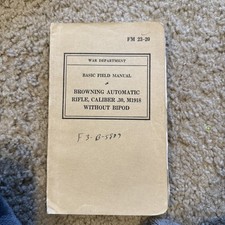 FM 23-20
WAR DEPARTMENT
BASIC FIELD MANUAL
BROWNING AUTOMATIC
RIFLE, CALIBER .30, M1918
WITHOUT BIPOD